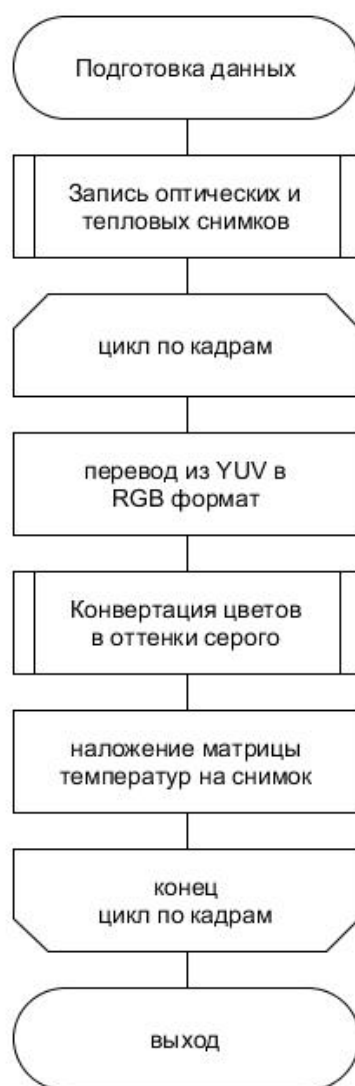 Подготовка данных
Запись оптических и
тепловых снимков
цикл по кадрам
перевод из YUV в
RGB формат
Конвертация цветов
в оттенки серого
наложение матрицы
температур на снимок
конец
цикл по кадрам
выход